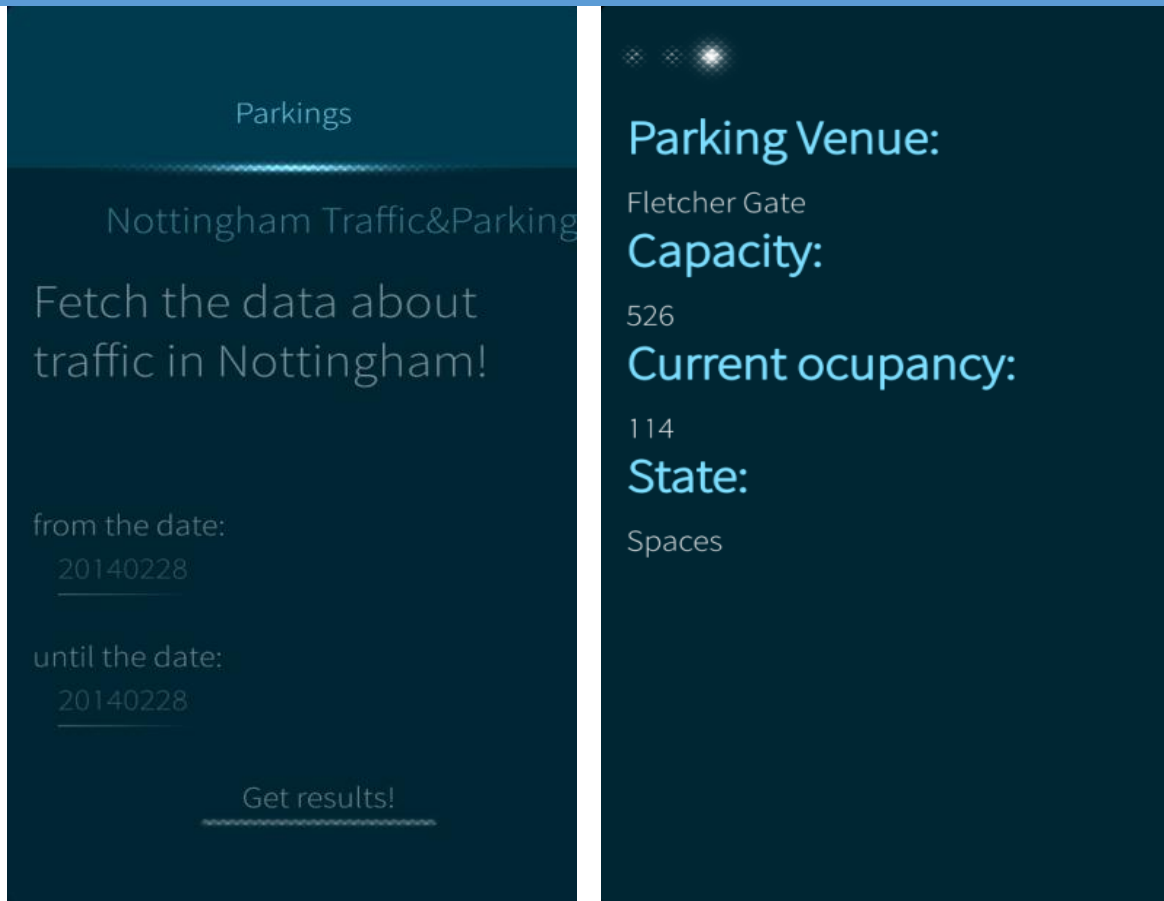 Parkings
Nottingham Traffic&Parking
Fetch the data about
traffic in Nottingham!
from the date:
20140228
until the date:
20140228
Get results!
Parking Venue:
Fletcher Gate
Capacity:
526
Current ocupancy:
114
State:
Spaces